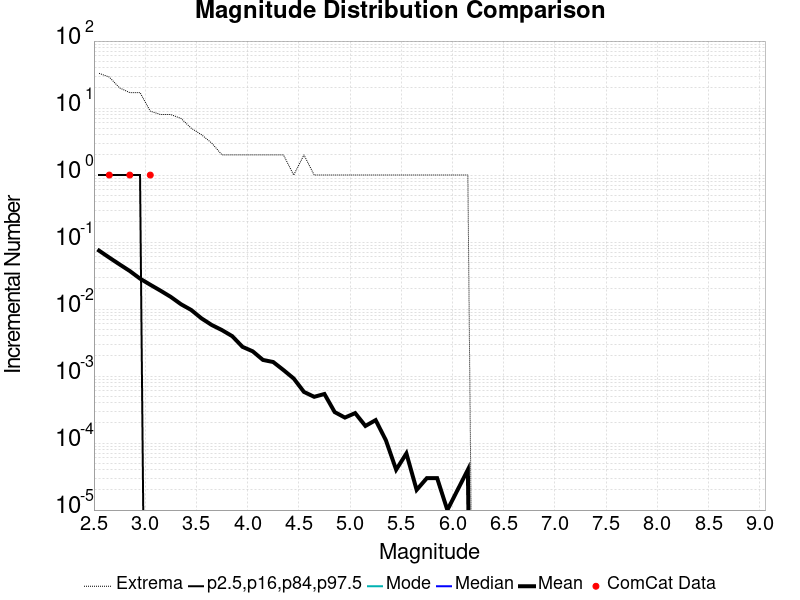 Magnitude Distribution Comparison
10^2
10^1
10^0
10^-1
10^-2
10^-3
10^-4
10^-5
Incremental Number
2.5 3.0 3.5 4.0 4.5 5.0 5.5 6.0 6.5 7.0 7.5 8.0 8.5 9.0
Magnitude
Extrema p2.5,p16,p84,p97.5 Mode Median Mean ComCat Data